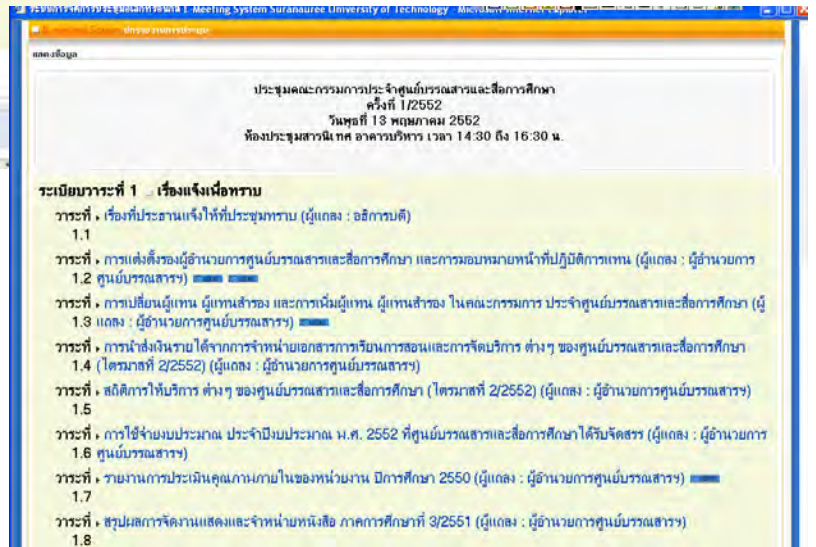 ระบบการจัดการประชุมอิเล็กทรอนิกส์ E-Meeting System Suranauree University of Technology - Microsoft Internet Explorer
แสดงข้อมูล
ประชุมคณะกรรมการประจำศูนย์บรรณสารและสื่อการศึกษา
ครั้งที่ 1/2552
วันพุธที่ 13 พฤษภาคม 2552
ห้องประชุมสารนิเทศ อาคารบริหาร เวลา 14:30 ถึง 16:30 น.
ระเบียบวาระที่ 1 เรื่องแจ้งเพื่อทราบ
วาระที่ เรื่องที่ประธานแจ้งให้ที่ประชุมทราบ (ผู้แถลง : อธิการบดี)
1.1
วาระที่ การแต่งตั้งรองผู้อำนวยการศูนย์บรรณสารและสื่อการศึกษา และการมอบหมายหน้าที่ปฏิบัติการแทน (ผู้แถลง : ผู้อำนวยการ
1.2 ศูนย์บรรณสารฯ)
วาระที่ การเปลี่ยนผู้แทน ผู้แทนสำรอง และการเพิ่มผู้แทน ผู้แทนสำรอง ในคณะกรรมการ ประจำศูนย์บรรณสารและสื่อการศึกษา (ผู้
1.3 แถลง : ผู้อำนวยการศูนย์บรรณสารฯ)
วาระที่ การนำส่งเงินรายได้จากการจำหน่ายเอกสารการเรียนการสอนและการจัดบริการ ต่างๆ ของศูนย์บรรณสารและสื่อการศึกษา
1.4 (ไตรมาสที่ 2/2552) (ผู้แถลง : ผู้อำนวยการศูนย์บรรณสารฯ)
วาระที่ สถิติการให้บริการ ต่างๆ ของศูนย์บรรณสารและสื่อการศึกษา (ไตรมาสที่ 2/2552) (ผู้แถลง : ผู้อำนวยการศูนย์บรรณสารฯ)
1.5
วาระที่ การใช้จ่ายงบประมาณ ประจำปีงบประมาณ พ.ศ. 2552 ที่ศูนย์บรรณสารและสื่อการศึกษาได้รับจัดสรร (ผู้แถลง : ผู้อำนวยการ
1.6 ศูนย์บรรณสารฯ)
วาระที่ รายงานการประเมินคุณภาพภายในของหน่วยงาน ปีการศึกษา 2550 (ผู้แถลง : ผู้อำนวยการศูนย์บรรณสารฯ)
1.7
วาระที่ สรุปผลการจัดงานแสดงและจำหน่ายหนังสือ ภาคการศึกษาที่ 3/2551 (ผู้แถลง : ผู้อำนวยการศูนย์บรรณสารฯ)
1.8